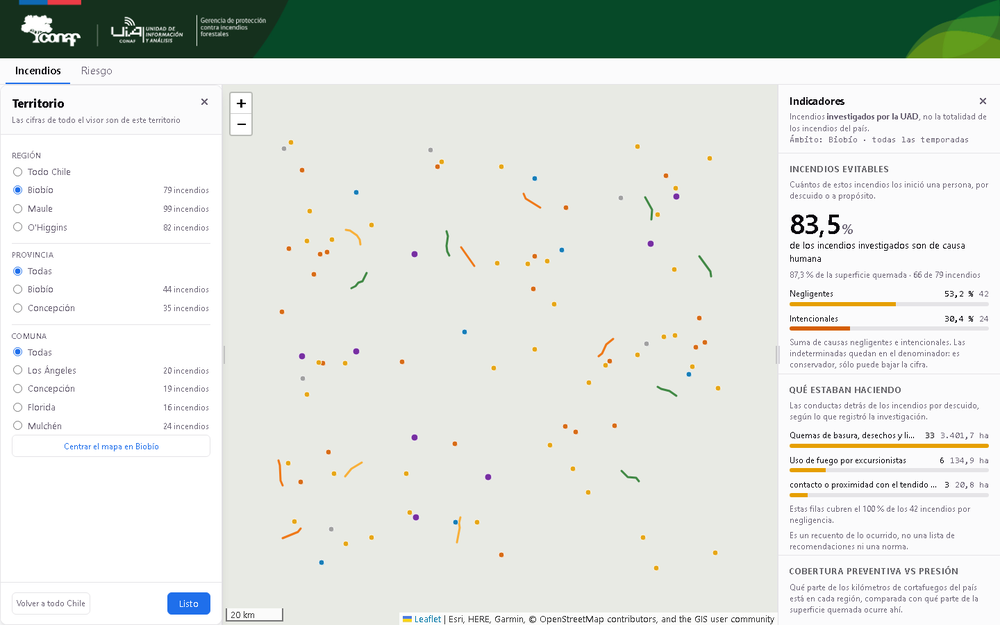 conaf
UIA
CONAF
UNIDAD DE
INFORMACIÓN
Y ANÁLISIS
Gerencia de protección
contra incendios
forestales
Incendios
Riesgo
Territorio
×
Las cifras de todo el visor son de este territorio
REGIÓN
Todo Chile
Biobío 79 incendios
Maule 99 incendios
O'Higgins 82 incendios
PROVINCIA
Todas
Biobío 44 incendios
Concepción 35 incendios
COMUNA
Todas
Los Ángeles 20 incendios
Concepción 19 incendios
Florida 16 incendios
Mulchén 24 incendios
Centrar el mapa en Biobío
Volver a todo Chile
Listo
+
−
20 km
Leaflet | Esri, HERE, Garmin, © OpenStreetMap contributors, and the GIS user community
Indicadores
×
Incendios investigados por la UAD, no la totalidad de
los incendios del país.
Ámbito: Biobío · todas las temporadas
INCENDIOS EVITABLES
Cuántos de estos incendios los inició una persona, por
descuido o a propósito.
83,5%
de los incendios investigados son de causa
humana
87,3 % de la superficie quemada · 66 de 79 incendios
Negligentes 53,2 % 42
Intencionales 30,4 % 24
Suma de causas negligentes e intencionales. Las
indeterminadas quedan en el denominador: es
conservador, sólo puede bajar la cifra.
QUÉ ESTABAN HACIENDO
Las conductas detrás de los incendios por descuido,
según lo que registró la investigación.
Quemas de basura, desechos y li... 33 3.401,7 ha
Uso de fuego por excursionistas 6 134,9 ha
contacto o proximidad con el tendido ... 3 20,8 ha
Estas filas cubren el 100 % de los 42 incendios por
negligencia.
Es un recuento de lo ocurrido, no una lista de
recomendaciones ni una norma.
COBERTURA PREVENTIVA VS PRESIÓN
Qué parte de los kilómetros de cortafuegos del país
está en cada región, comparada con qué parte de la
superficie quemada ocurre ahí.